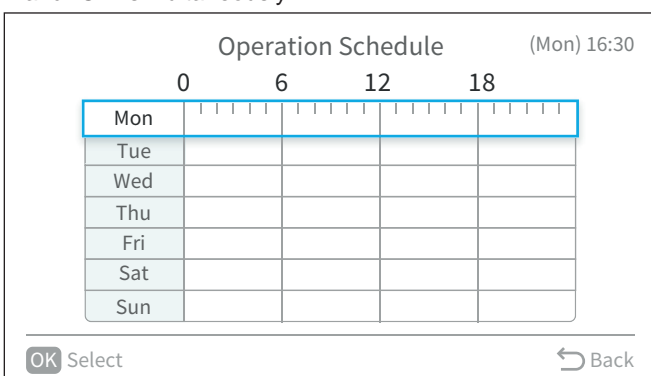 Operation Schedule (Mon) 16:30
0 6 12 18
Mon
Tue
Wed
Thu
Fri
Sat
Sun
OK Select Back